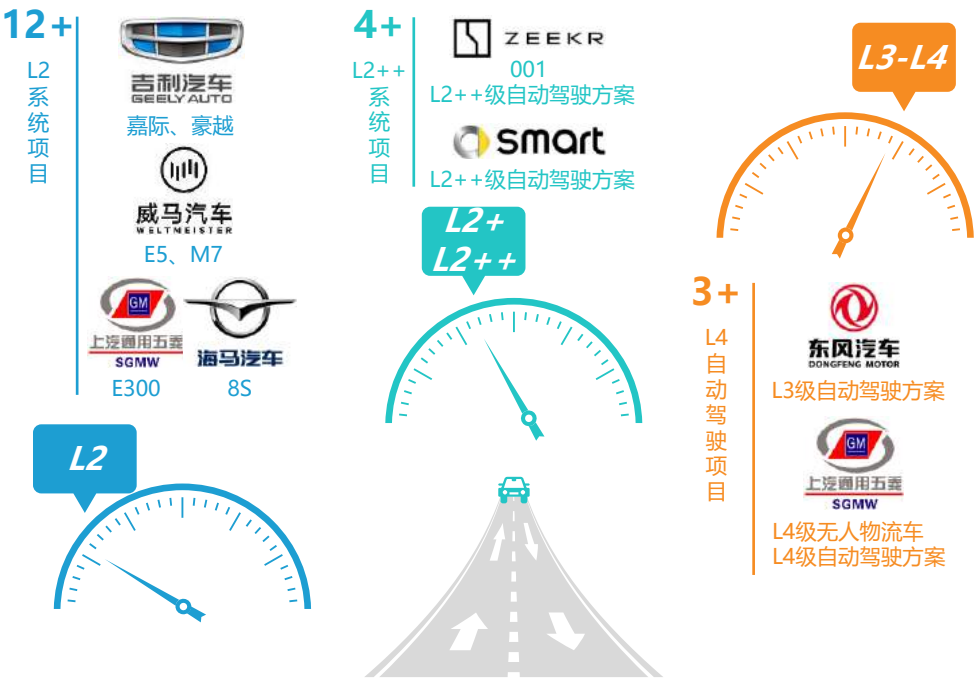 12+
L2
系
统
项
目
吉利汽车
GEELY AUTO
嘉际、豪越
威马汽车
WELTMEISTER
E5、M7
GM
上汽通用五菱
SGMW
E300
海马汽车
8S
L2
4+
L2++
系
统
项
目
ZEEKR
001
L2++级自动驾驶方案
smart
L2++级自动驾驶方案
L2+
L2++
L3-L4
3+
L4
自
动
驾
驶
项
目
东风汽车
DONGFENG MOTOR
L3级自动驾驶方案
GM
上汽通用五菱
SGMW
L4级无人物流车
L4级自动驾驶方案